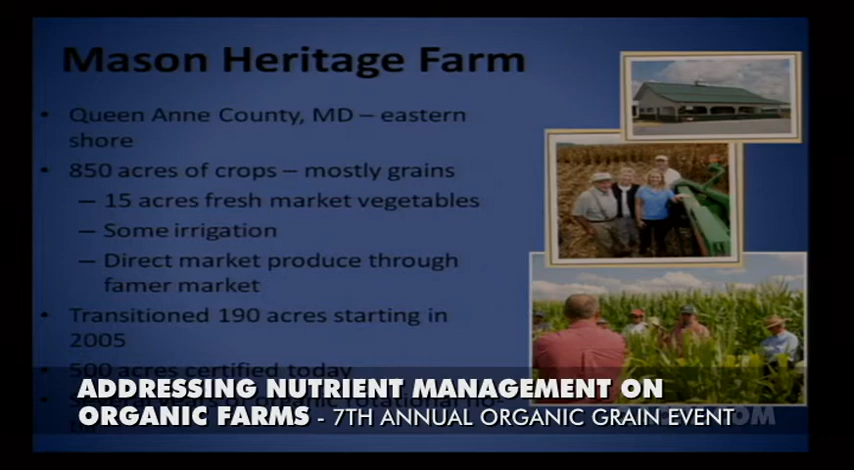 Mason Heritage Farm
• Queen Anne County, MD – eastern
shore
• 850 acres of crops – mostly grains
– 15 acres fresh market vegetables
– Some irrigation
– Direct market produce through
famer market
• Transitioned 190 acres starting in
2005
• 500 acres certified today
ADDRESSING NUTRIENT MANAGEMENT ON
ORGANIC FARMS - 7TH ANNUAL ORGANIC GRAIN EVENT